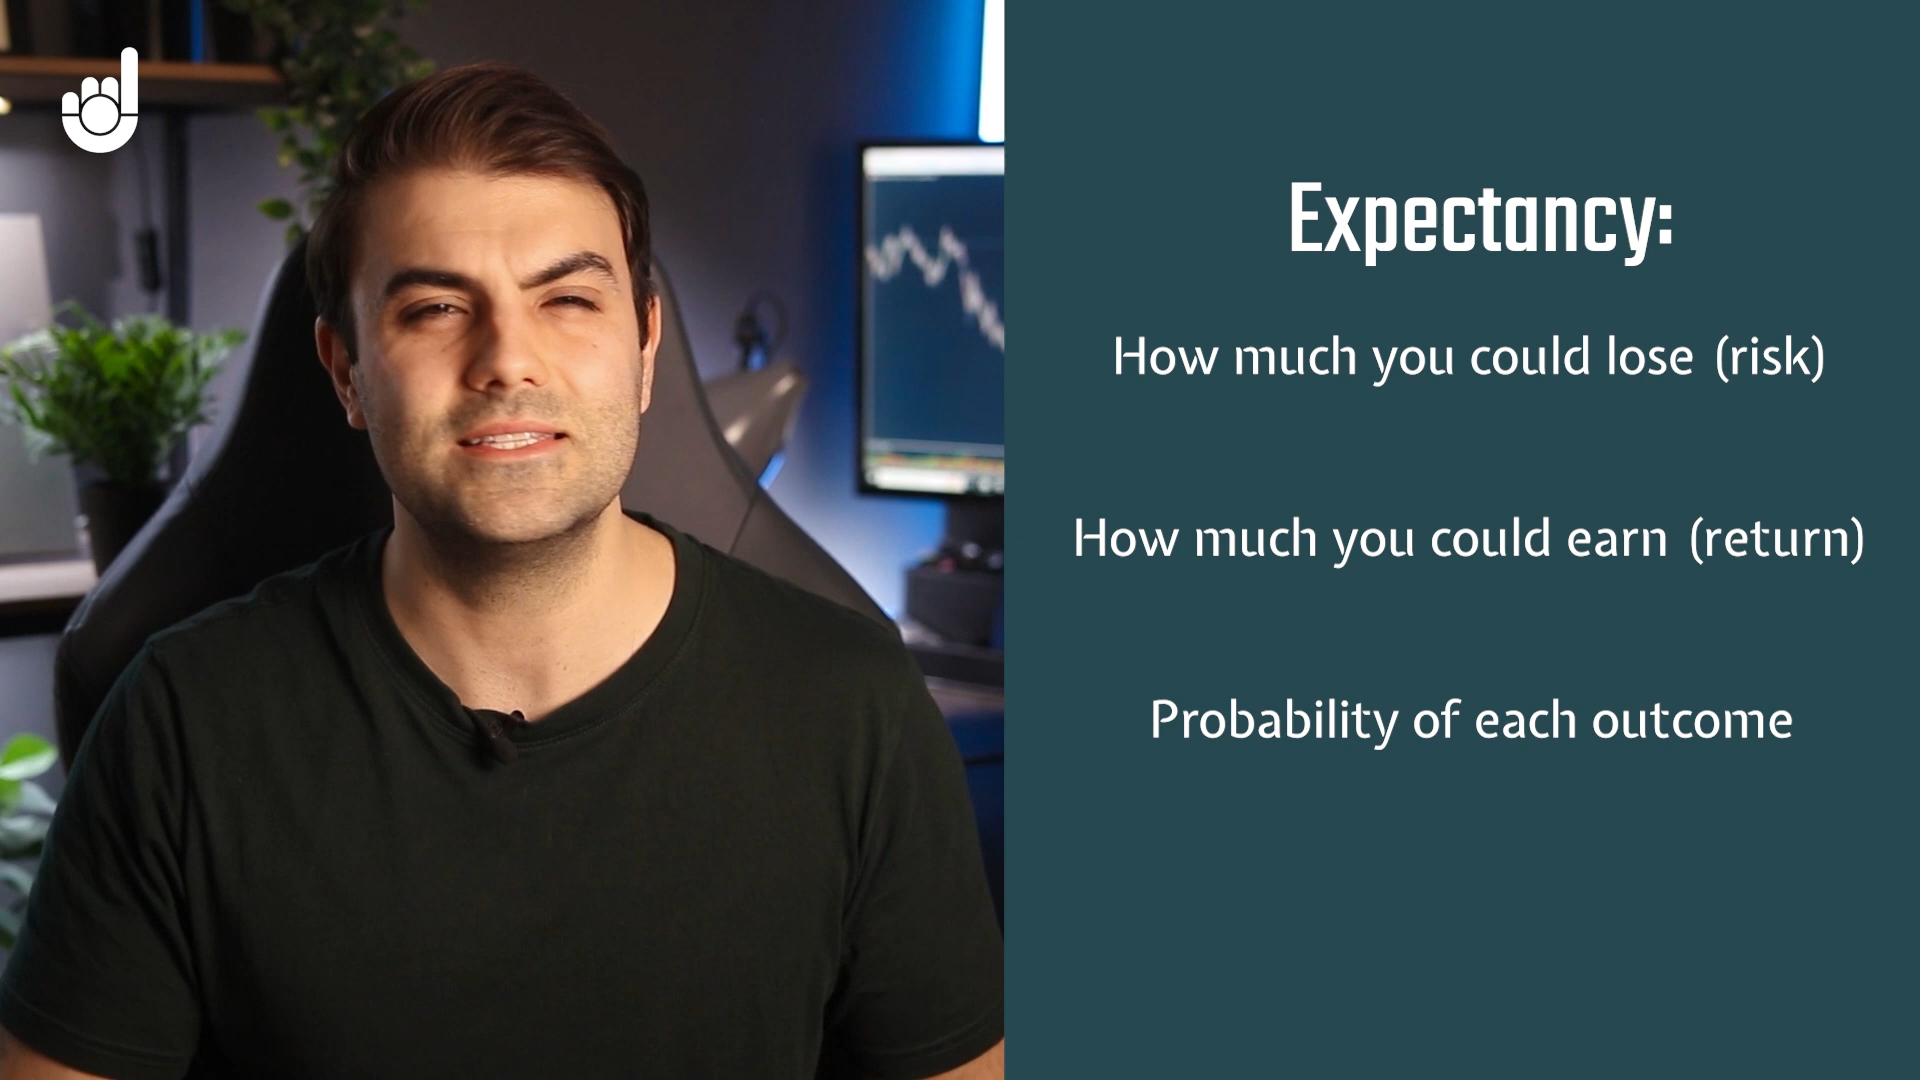 Expectancy:
How much you could lose (risk)
How much you could earn (return)
Probability of each outcome